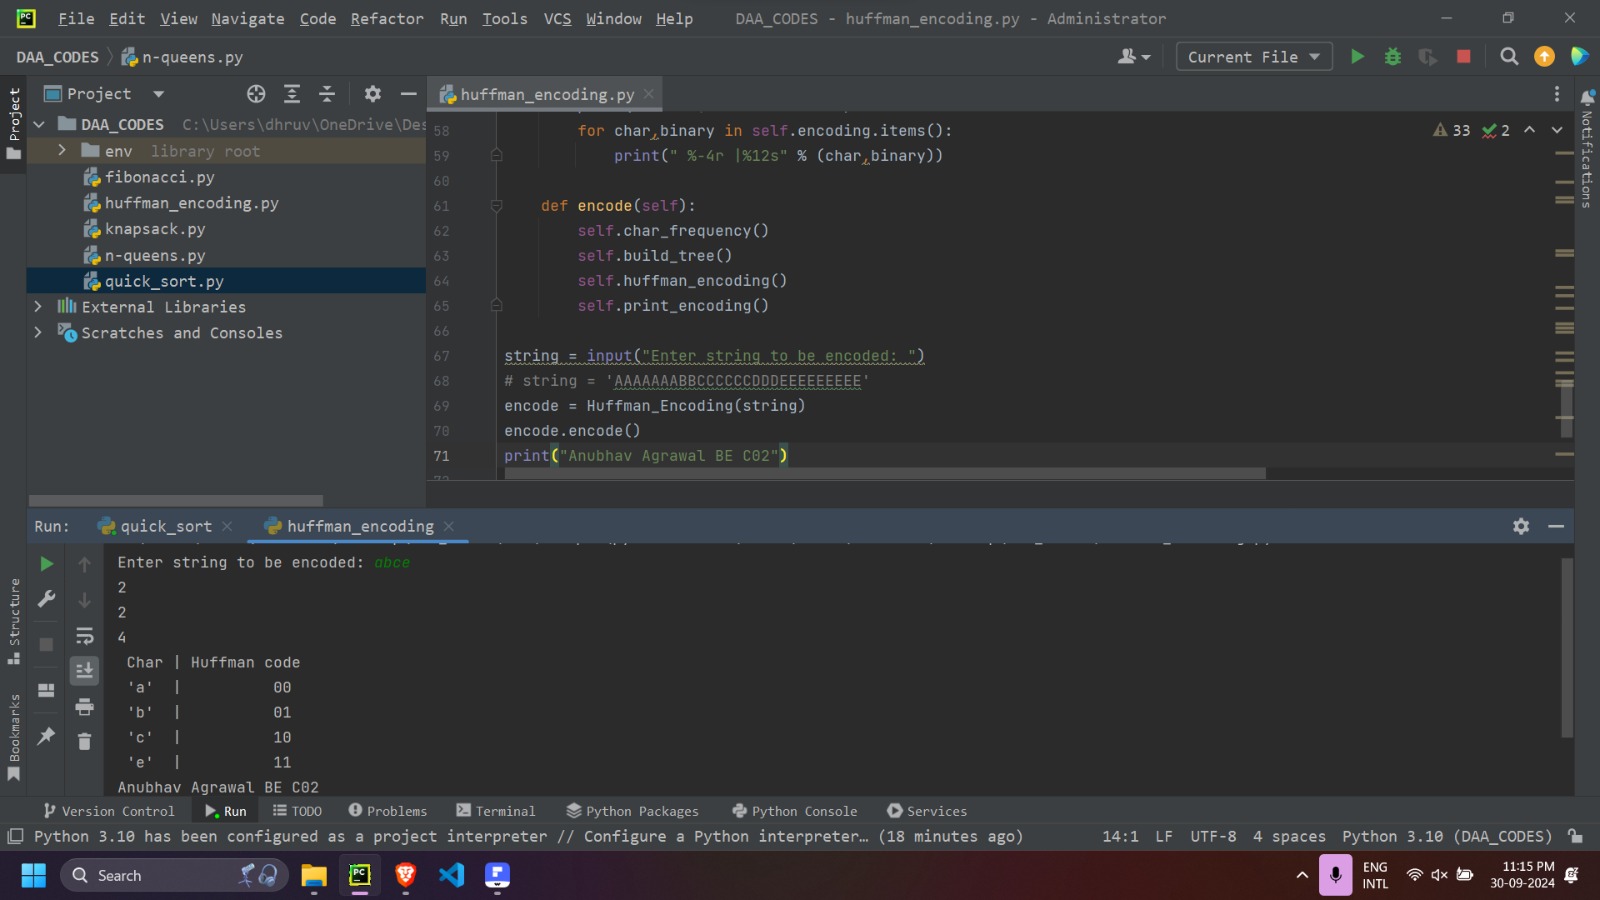 PC File Edit View Navigate Code Refactor Run Tools VCS Window Help DAA_CODES - huffman_encoding.py - Administrator
DAA_CODES n-queens.py Current File
Project
Project huffman_encoding.py
DAA_CODES C:\Users\dhruv\OneDrive\Des
env library root
fibonacci.py
huffman_encoding.py
knapsack.py
n-queens.py
quick_sort.py
External Libraries
Scratches and Consoles
58 for char,binary in self.encoding.items():
59 print(" %-4r |%12s" % (char,binary))
60
61 def encode(self):
62 self.char_frequency()
63 self.build_tree()
64 self.huffman_encoding()
65 self.print_encoding()
66
67 string = input("Enter string to be encoded: ")
68 # string = 'AAAAAAABBCCCCCCDDDEEEEEEEEE'
69 encode = Huffman_Encoding(string)
70 encode.encode()
71 print("Anubhav Agrawal BE C02")
33 2
Notifications
Run: quick_sort huffman_encoding
Enter string to be encoded: abce
2
2
4
Char | Huffman code
'a' | 00
'b' | 01
'c' | 10
'e' | 11
Anubhav Agrawal BE C02
Structure
Bookmarks
Version Control Run TODO Problems Terminal Python Packages Python Console Services
Python 3.10 has been configured as a project interpreter // Configure a Python interpreter... (18 minutes ago) 14:1 LF UTF-8 4 spaces Python 3.10 (DAA_CODES)
Search PC ENG 11:15 PM
INTL 30-09-2024